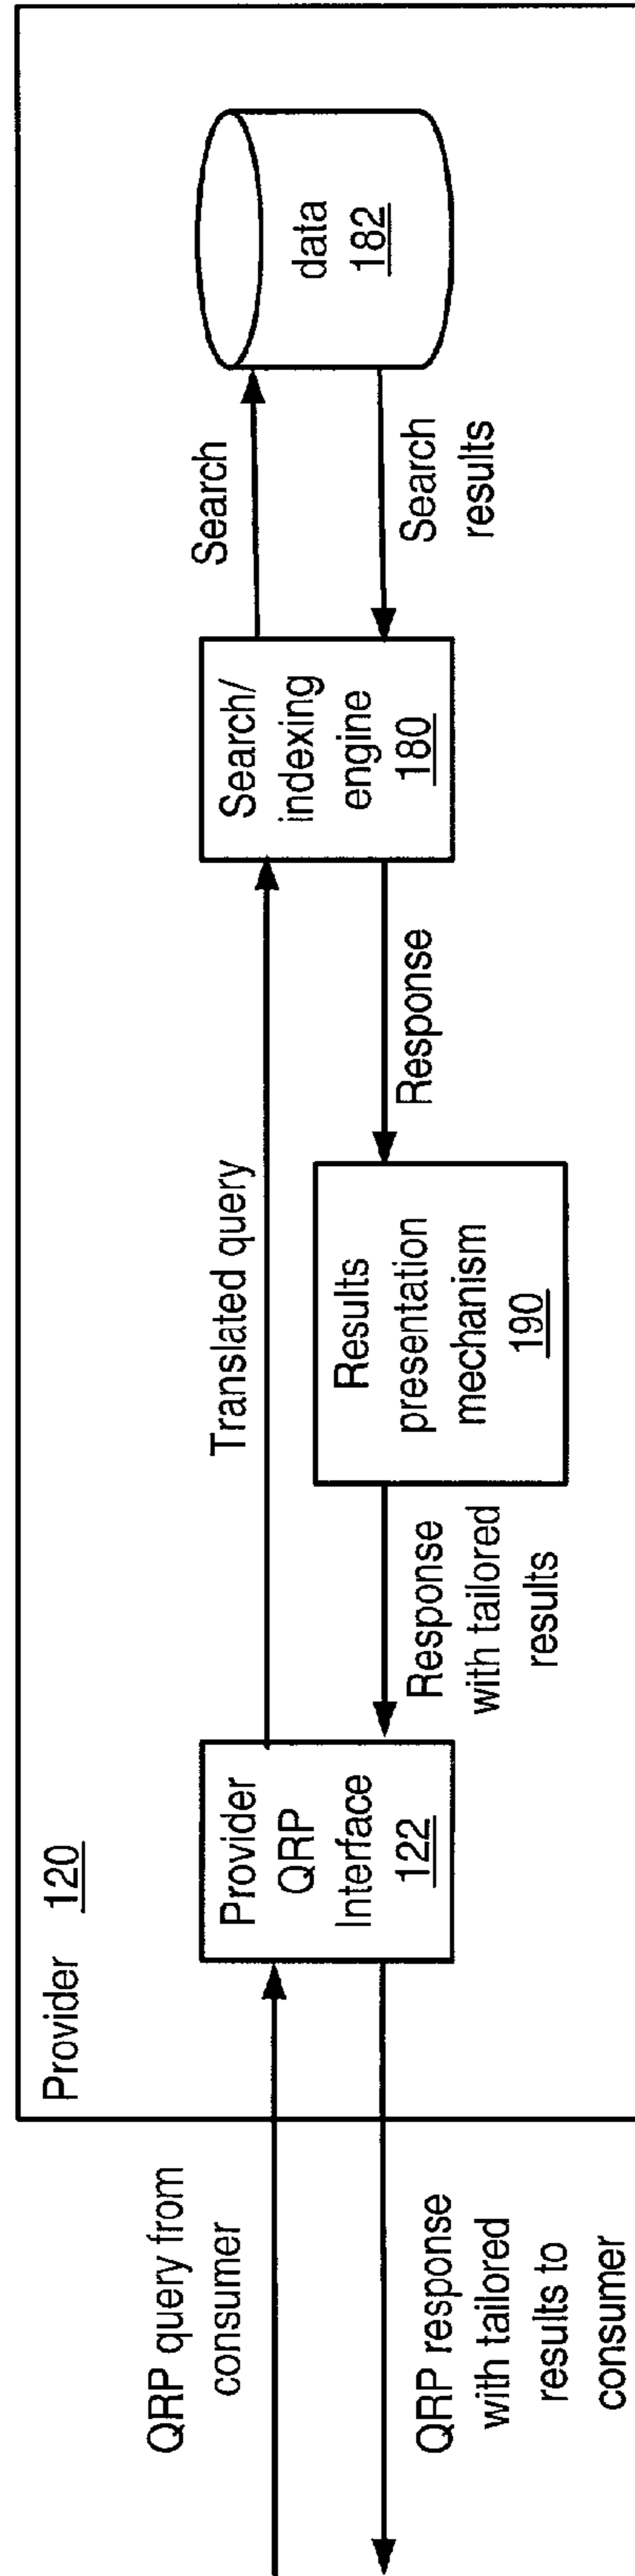 Provider 120
QRP query from
consumer
QRP response
with tailored
results to
consumer
Provider
QRP
Interface
122
Translated query
Response
with tailored
results
Results
presentation
mechanism
190
Response
Search/
indexing
engine
180
Search
Search
results
data
182